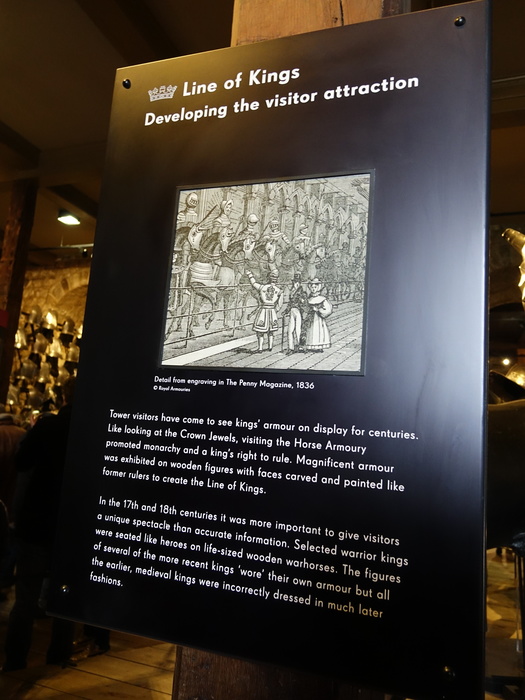 Line of Kings
Developing the visitor attraction
Detail from engraving in The Penny Magazine, 1836
© Royal Armouries
Tower visitors have come to see kings' armour on display for centuries.
Like looking at the Crown Jewels, visiting the Horse Armoury
promoted monarchy and a king's right to rule. Magnificent armour
was exhibited on wooden figures with faces carved and painted like
former rulers to create the Line of Kings.
In the 17th and 18th centuries it was more important to give visitors
a unique spectacle than accurate information. Selected warrior kings
were seated like heroes on life-sized wooden warhorses. The figures
of several of the more recent kings 'wore' their own armour but all
the earlier, medieval kings were incorrectly dressed in much later
fashions.